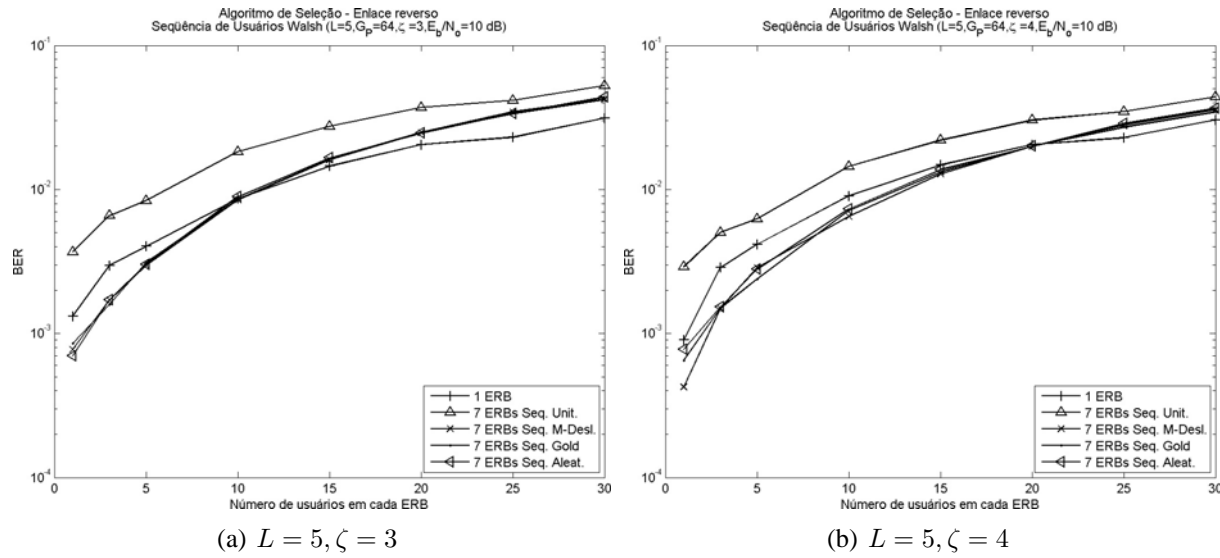 Algoritmo de Seleção - Enlace reverso
Seqüência de Usuários Walsh (L=5,G_P=64,ζ =3,E_b/N_o=10 dB)
10^-1
10^-2
10^-3
10^-4
BER
0 5 10 15 20 25 30
Número de usuários em cada ERB
1 ERB
7 ERBs Seq. Unit.
7 ERBs Seq. M-Desl.
7 ERBs Seq. Gold
7 ERBs Seq. Aleat.
(a) L = 5, ζ = 3
Algoritmo de Seleção - Enlace reverso
Seqüência de Usuários Walsh (L=5,G_P=64,ζ =4,E_b/N_o=10 dB)
10^-1
10^-2
10^-3
10^-4
BER
0 5 10 15 20 25 30
Número de usuários em cada ERB
1 ERB
7 ERBs Seq. Unit.
7 ERBs Seq. M-Desl.
7 ERBs Seq. Gold
7 ERBs Seq. Aleat.
(b) L = 5, ζ = 4